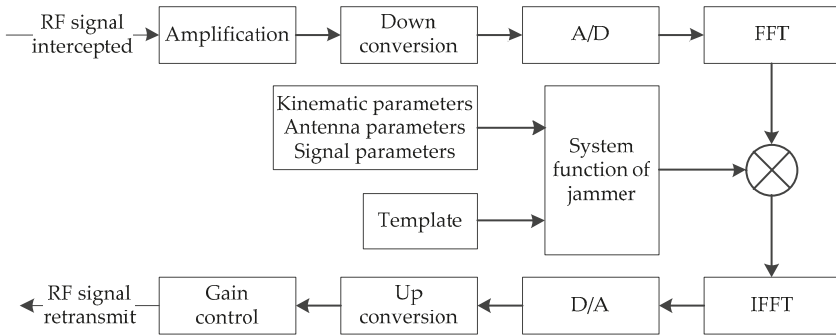 RF signal
intercepted
Amplification
Down
conversion
A/D
FFT
Kinematic parameters
Antenna parameters
Signal parameters
System
function of
jammer
Template
RF signal
retransmit
Gain
control
Up
conversion
D/A
IFFT